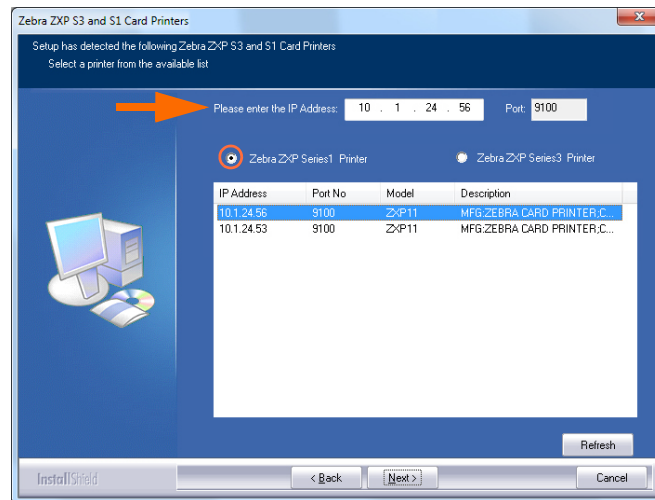 Zebra ZXP S3 and S1 Card Printers
Setup has detected the following Zebra ZXP S3 and S1 Card Printers
Select a printer from the available list
Please enter the IP Address: 10 . 1 . 24 . 56 Port: 9100
Zebra ZXP Series1 Printer Zebra ZXP Series3 Printer
IP Address Port No Model Description
10.1.24.56 9100 ZXP11 MFG:ZEBRA CARD PRINTER;C...
10.1.24.53 9100 ZXP11 MFG:ZEBRA CARD PRINTER;C...
Refresh
InstallShield < Back Next > Cancel